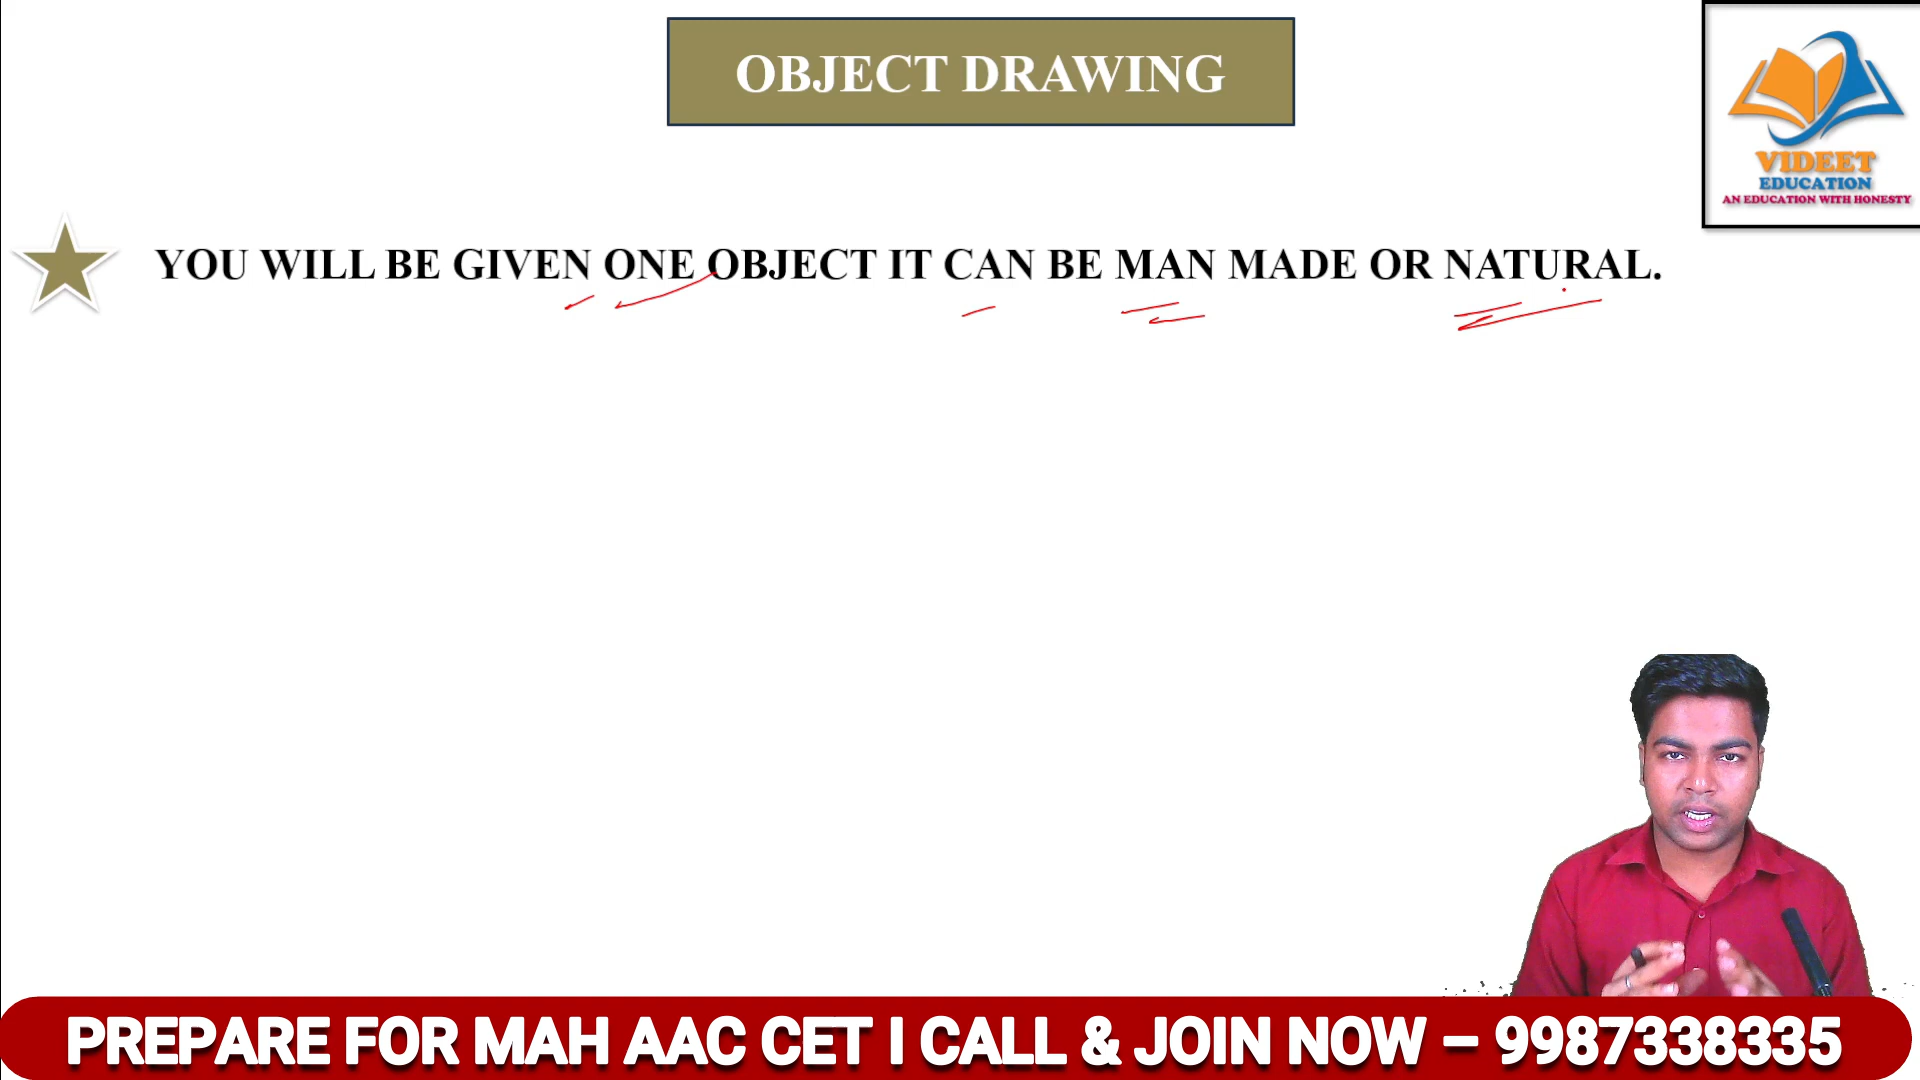 OBJECT DRAWING
VIDEET
EDUCATION
AN EDUCATION WITH HONESTY
YOU WILL BE GIVEN ONE OBJECT IT CAN BE MAN MADE OR NATURAL.
PREPARE FOR MAH AAC CET I CALL & JOIN NOW – 9987338335